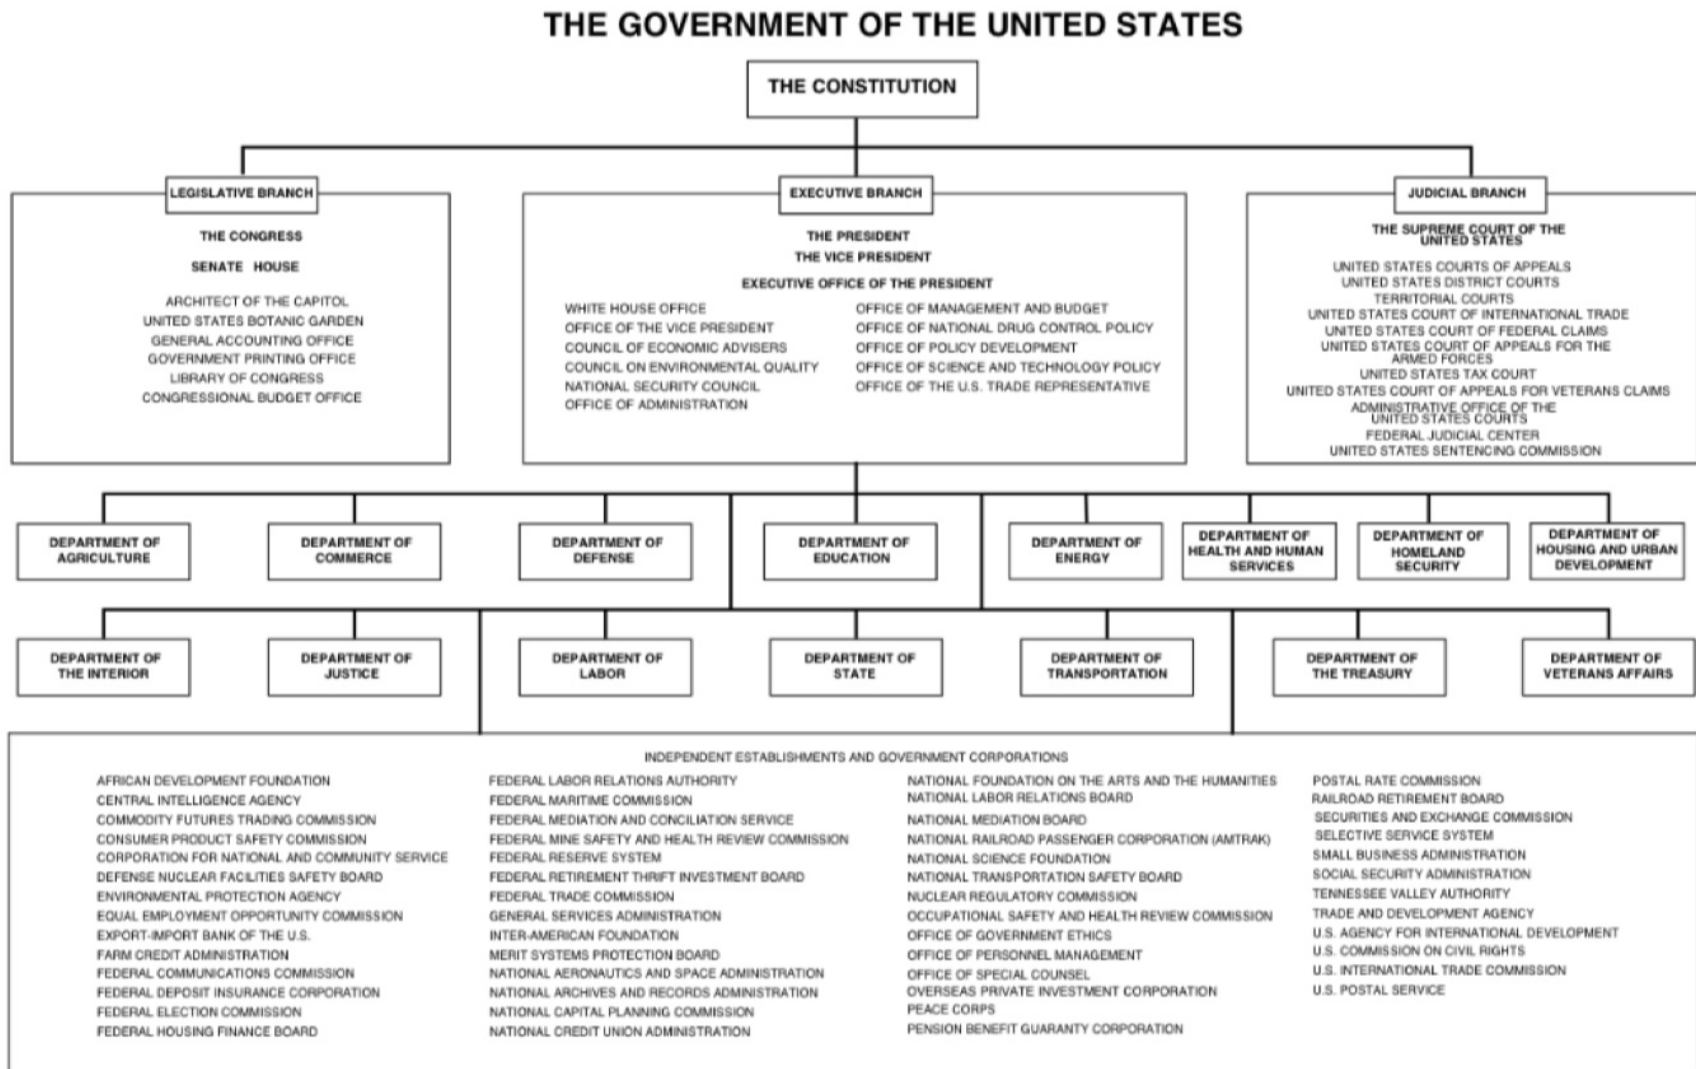 THE GOVERNMENT OF THE UNITED STATES
THE CONSTITUTION
LEGISLATIVE BRANCH
THE CONGRESS
SENATE HOUSE
ARCHITECT OF THE CAPITOL
UNITED STATES BOTANIC GARDEN
GENERAL ACCOUNTING OFFICE
GOVERNMENT PRINTING OFFICE
LIBRARY OF CONGRESS
CONGRESSIONAL BUDGET OFFICE
EXECUTIVE BRANCH
THE PRESIDENT
THE VICE PRESIDENT
EXECUTIVE OFFICE OF THE PRESIDENT
WHITE HOUSE OFFICE
OFFICE OF THE VICE PRESIDENT
COUNCIL OF ECONOMIC ADVISERS
COUNCIL ON ENVIRONMENTAL QUALITY
NATIONAL SECURITY COUNCIL
OFFICE OF ADMINISTRATION
OFFICE OF MANAGEMENT AND BUDGET
OFFICE OF NATIONAL DRUG CONTROL POLICY
OFFICE OF POLICY DEVELOPMENT
OFFICE OF SCIENCE AND TECHNOLOGY POLICY
OFFICE OF THE U.S. TRADE REPRESENTATIVE
JUDICIAL BRANCH
THE SUPREME COURT OF THE
UNITED STATES
UNITED STATES COURTS OF APPEALS
UNITED STATES DISTRICT COURTS
TERRITORIAL COURTS
UNITED STATES COURT OF INTERNATIONAL TRADE
UNITED STATES COURT OF FEDERAL CLAIMS
UNITED STATES COURT OF APPEALS FOR THE
ARMED FORCES
UNITED STATES TAX COURT
UNITED STATES COURT OF APPEALS FOR VETERANS CLAIMS
ADMINISTRATIVE OFFICE OF THE
UNITED STATES COURTS
FEDERAL JUDICIAL CENTER
UNITED STATES SENTENCING COMMISSION
DEPARTMENT OF
AGRICULTURE
DEPARTMENT OF
COMMERCE
DEPARTMENT OF
DEFENSE
DEPARTMENT OF
EDUCATION
DEPARTMENT OF
ENERGY
DEPARTMENT OF
HEALTH AND HUMAN
SERVICES
DEPARTMENT OF
HOMELAND
SECURITY
DEPARTMENT OF
HOUSING AND URBAN
DEVELOPMENT
DEPARTMENT OF
THE INTERIOR
DEPARTMENT OF
JUSTICE
DEPARTMENT OF
LABOR
DEPARTMENT OF
STATE
DEPARTMENT OF
TRANSPORTATION
DEPARTMENT OF
THE TREASURY
DEPARTMENT OF
VETERANS AFFAIRS
INDEPENDENT ESTABLISHMENTS AND GOVERNMENT CORPORATIONS
AFRICAN DEVELOPMENT FOUNDATION
CENTRAL INTELLIGENCE AGENCY
COMMODITY FUTURES TRADING COMMISSION
CONSUMER PRODUCT SAFETY COMMISSION
CORPORATION FOR NATIONAL AND COMMUNITY SERVICE
DEFENSE NUCLEAR FACILITIES SAFETY BOARD
ENVIRONMENTAL PROTECTION AGENCY
EQUAL EMPLOYMENT OPPORTUNITY COMMISSION
EXPORT-IMPORT BANK OF THE U.S.
FARM CREDIT ADMINISTRATION
FEDERAL COMMUNICATIONS COMMISSION
FEDERAL DEPOSIT INSURANCE CORPORATION
FEDERAL ELECTION COMMISSION
FEDERAL HOUSING FINANCE BOARD
FEDERAL LABOR RELATIONS AUTHORITY
FEDERAL MARITIME COMMISSION
FEDERAL MEDIATION AND CONCILIATION SERVICE
FEDERAL MINE SAFETY AND HEALTH REVIEW COMMISSION
FEDERAL RESERVE SYSTEM
FEDERAL RETIREMENT THRIFT INVESTMENT BOARD
FEDERAL TRADE COMMISSION
GENERAL SERVICES ADMINISTRATION
INTER-AMERICAN FOUNDATION
MERIT SYSTEMS PROTECTION BOARD
NATIONAL AERONAUTICS AND SPACE ADMINISTRATION
NATIONAL ARCHIVES AND RECORDS ADMINISTRATION
NATIONAL CAPITAL PLANNING COMMISSION
NATIONAL CREDIT UNION ADMINISTRATION
NATIONAL FOUNDATION ON THE ARTS AND THE HUMANITIES
NATIONAL LABOR RELATIONS BOARD
NATIONAL MEDIATION BOARD
NATIONAL RAILROAD PASSENGER CORPORATION (AMTRAK)
NATIONAL SCIENCE FOUNDATION
NATIONAL TRANSPORTATION SAFETY BOARD
NUCLEAR REGULATORY COMMISSION
OCCUPATIONAL SAFETY AND HEALTH REVIEW COMMISSION
OFFICE OF GOVERNMENT ETHICS
OFFICE OF PERSONNEL MANAGEMENT
OFFICE OF SPECIAL COUNSEL
OVERSEAS PRIVATE INVESTMENT CORPORATION
PEACE CORPS
PENSION BENEFIT GUARANTY CORPORATION
POSTAL RATE COMMISSION
RAILROAD RETIREMENT BOARD
SECURITIES AND EXCHANGE COMMISSION
SELECTIVE SERVICE SYSTEM
SMALL BUSINESS ADMINISTRATION
SOCIAL SECURITY ADMINISTRATION
TENNESSEE VALLEY AUTHORITY
TRADE AND DEVELOPMENT AGENCY
U.S. AGENCY FOR INTERNATIONAL DEVELOPMENT
U.S. COMMISSION ON CIVIL RIGHTS
U.S. INTERNATIONAL TRADE COMMISSION
U.S. POSTAL SERVICE